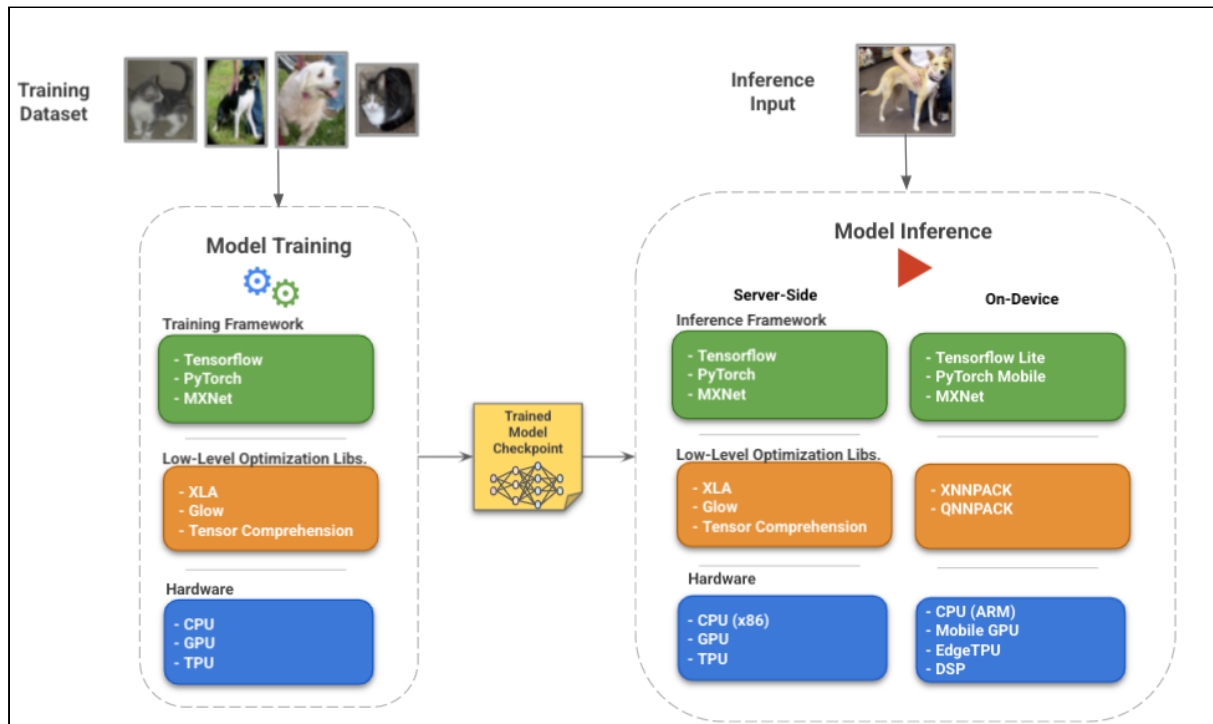 Training
Dataset
Inference
Input
Model Training
Training Framework
- Tensorflow
- PyTorch
- MXNet
Low-Level Optimization Libs.
- XLA
- Glow
- Tensor Comprehension
Hardware
- CPU
- GPU
- TPU
Trained
Model
Checkpoint
Model Inference
Server-Side
On-Device
Inference Framework
- Tensorflow
- PyTorch
- MXNet
- Tensorflow Lite
- PyTorch Mobile
- MXNet
Low-Level Optimization Libs.
- XLA
- Glow
- Tensor Comprehension
- XNNPACK
- QNNPACK
Hardware
- CPU (x86)
- GPU
- TPU
- CPU (ARM)
- Mobile GPU
- EdgeTPU
- DSP